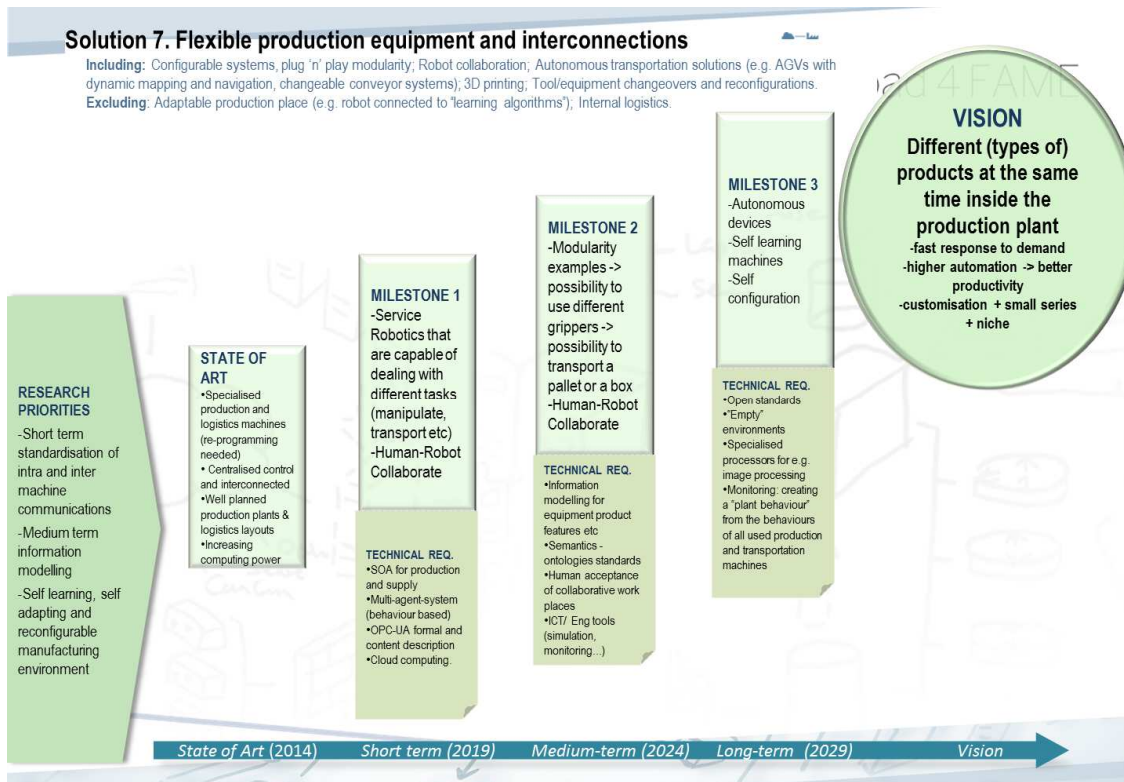 Solution 7. Flexible production equipment and interconnections
Including: Configurable systems; plug 'n' play modularity; Robot collaboration; Autonomous transportation solutions (e.g. AGVs with
dynamic mapping and navigation, changeable conveyor systems); 3D printing; Tool/equipment changeovers and reconfigurations.
Excluding: Adaptable production place (e.g. robot connected to "learning algorithms"); Internal logistics.
ad 4 FAME
RESEARCH
PRIORITIES
-Short term
standardisation of
intra and inter
machine
communications
-Medium term
information
modelling
-Self learning, self
adapting and
reconfigurable
manufacturing
environment
STATE OF
ART
•Specialised
production and
logistics machines
(re-programming
needed)
• Centralised control
and interconnected
•Well planned
production plants &
logistics layouts
•Increasing
computing power
MILESTONE 1
-Service
Robotics that
are capable of
dealing with
different tasks
(manipulate,
transport etc)
-Human-Robot
Collaborate
TECHNICAL REQ.
•SOA for production
and supply
•Multi-agent-system
(behaviour based)
•OPC-UA formal and
content description
•Cloud computing.
MILESTONE 2
-Modularity
examples ->
possibility to
use different
grippers ->
possibility to
transport a
pallet or a box
-Human-Robot
Collaborate
TECHNICAL REQ.
•Information
modelling for
equipment product
features etc
•Semantics -
ontologies standards
•Human acceptance
of collaborative work
places
•ICT/ Eng tools
(simulation,
monitoring...)
MILESTONE 3
-Autonomous
devices
-Self learning
machines
-Self
configuration
TECHNICAL REQ.
•Open standards
•"Empty"
environments
•Specialised
processors for e.g.
image processing
•Monitoring: creating
a "plant behaviour"
from the behaviours
of all used production
and transportation
machines
VISION
Different (types of)
products at the same
time inside the
production plant
-fast response to demand
-higher automation -> better
productivity
-customisation + small series
+ niche
State of Art (2014)
Short term (2019)
Medium-term (2024)
Long-term (2029)
Vision